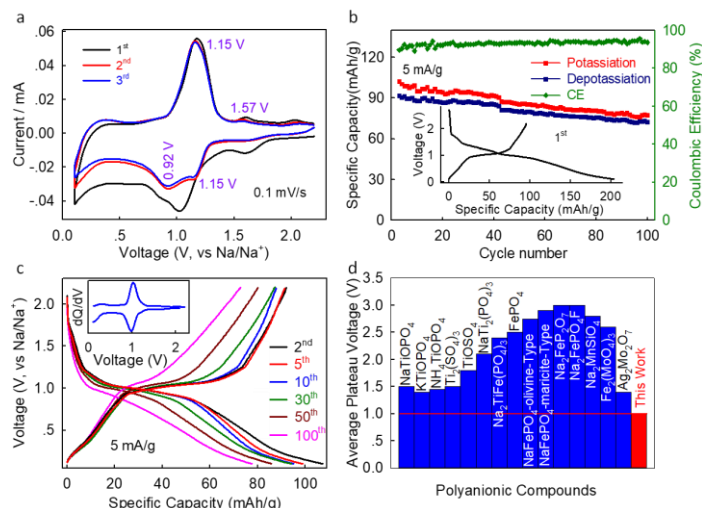 a
.06
.04
.02
0.00
-0.02
-.04
Current / mA
1st
2nd
3rd
1.15 V
1.57 V
0.92 V
1.15 V
0.1 mV/s
0.0 0.5 1.0 1.5 2.0
Voltage (V, vs Na/Na+)
b
130
90
60
30
0
Specific Capacity(mAh/g)
5 mA/g
Potassiation
Depotassiation
CE
100
80
60
40
20
0
Coulombic Efficiency (%)
Voltage (V)
2
1
0
1st
0 50 100 150 210
Specific Capacity (mAh/g)
0 20 40 60 80 100
Cycle number
c
2.0
1.5
1.0
.5
Voltage (V, vs Na/Na+)
dQ/dV
0 1 2
Voltage (V)
2nd
5th
10th
30th
50th
100th
5 mA/g
0 20 40 60 80 100
Specific Capacity (mAh/g)
d
3.5
3.0
2.5
2.0
1.5
1.0
.5
0.0
Average Plateau Voltage (V)
NaTiOPO4
KTiOPO4
NH4TiOPO4
Ti2(SO4)3
TiOSO4
NaTi2(PO4)3
Na2TiFe(PO4)3
FePO4
NaFePO4-olivine-Type
NaFePO4-maricite-Type
Na2FeP2O7
Na2FePO4F
Na2MnSiO4
Fe2(MoO4)3
Ag2Mo2O7
This Work
Polyanionic Compounds